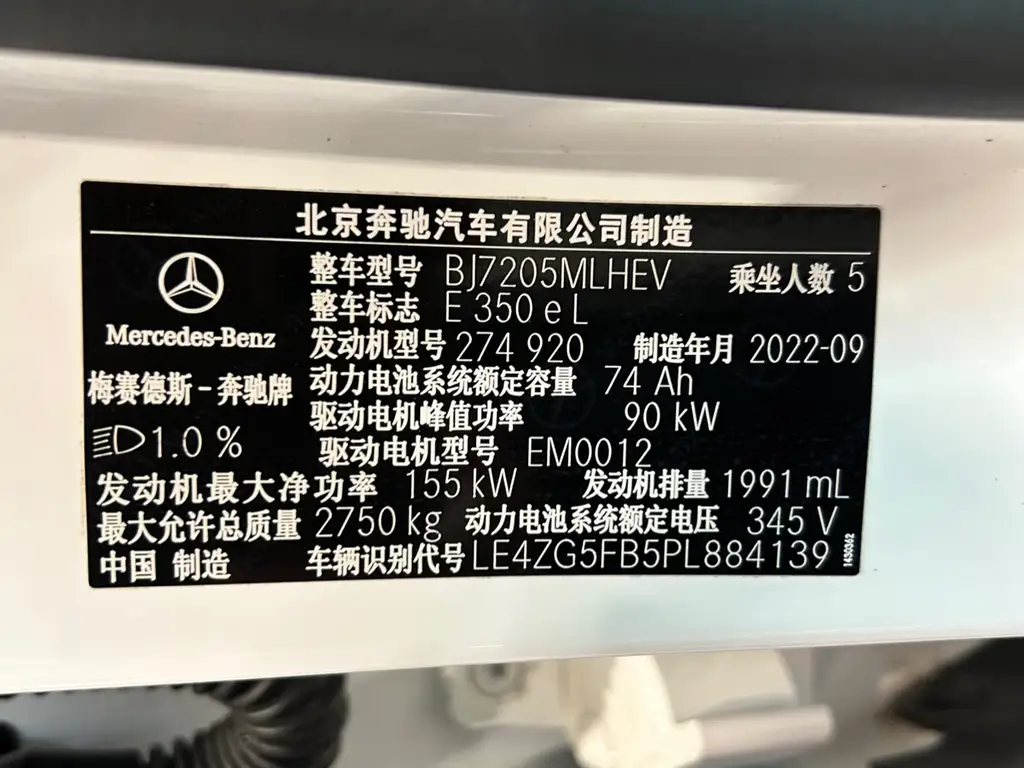 北京奔驰汽车有限公司制造
整车型号 BJ7205MLHEV 乘坐人数 5
整车标志 E 350 e L
Mercedes-Benz
发动机型号 274 920 制造年月 2022-09
梅赛德斯-奔驰牌 动力电池系统额定容量 74 Ah
驱动电机峰值功率 90 kW
1.0 % 驱动电机型号 EM0012
发动机最大净功率 155 kW 发动机排量 1991 mL
最大允许总质量 2750 kg 动力电池系统额定电压 345 V
中国 制造 车辆识别代号 LE4ZG5FB5PL884139
1430362